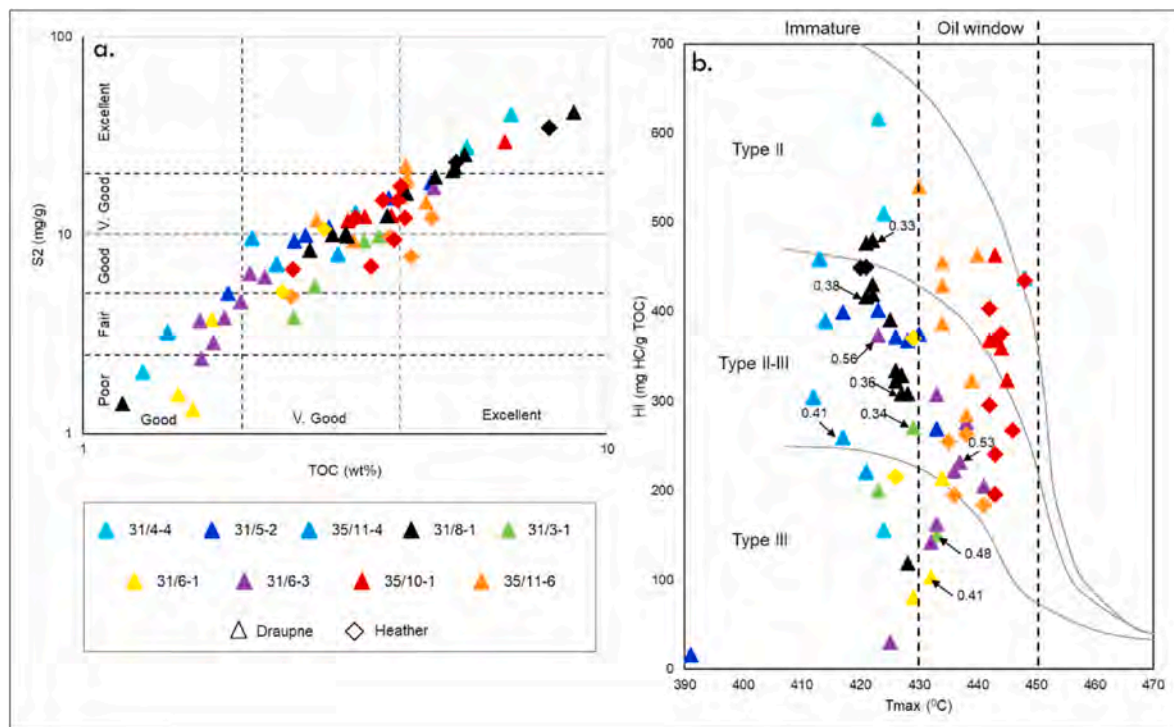 a.
100
10
1
S2 (mg/g)
Excellent
V. Good
Good
Fair
Poor
Good
V. Good
Excellent
1
10
TOC (wt%)
31/4-4
31/5-2
35/11-4
31/8-1
31/3-1
31/6-1
31/6-3
35/10-1
35/11-6
Draupne
Heather
Immature
Oil window
b.
700
600
500
400
300
200
100
0
HI (mg HC/g TOC)
Type II
Type II-III
Type III
0.33
0.38
0.56
0.36
0.41
0.34
0.53
0.48
0.41
390
400
410
420
430
440
450
460
470
Tmax (⁰C)